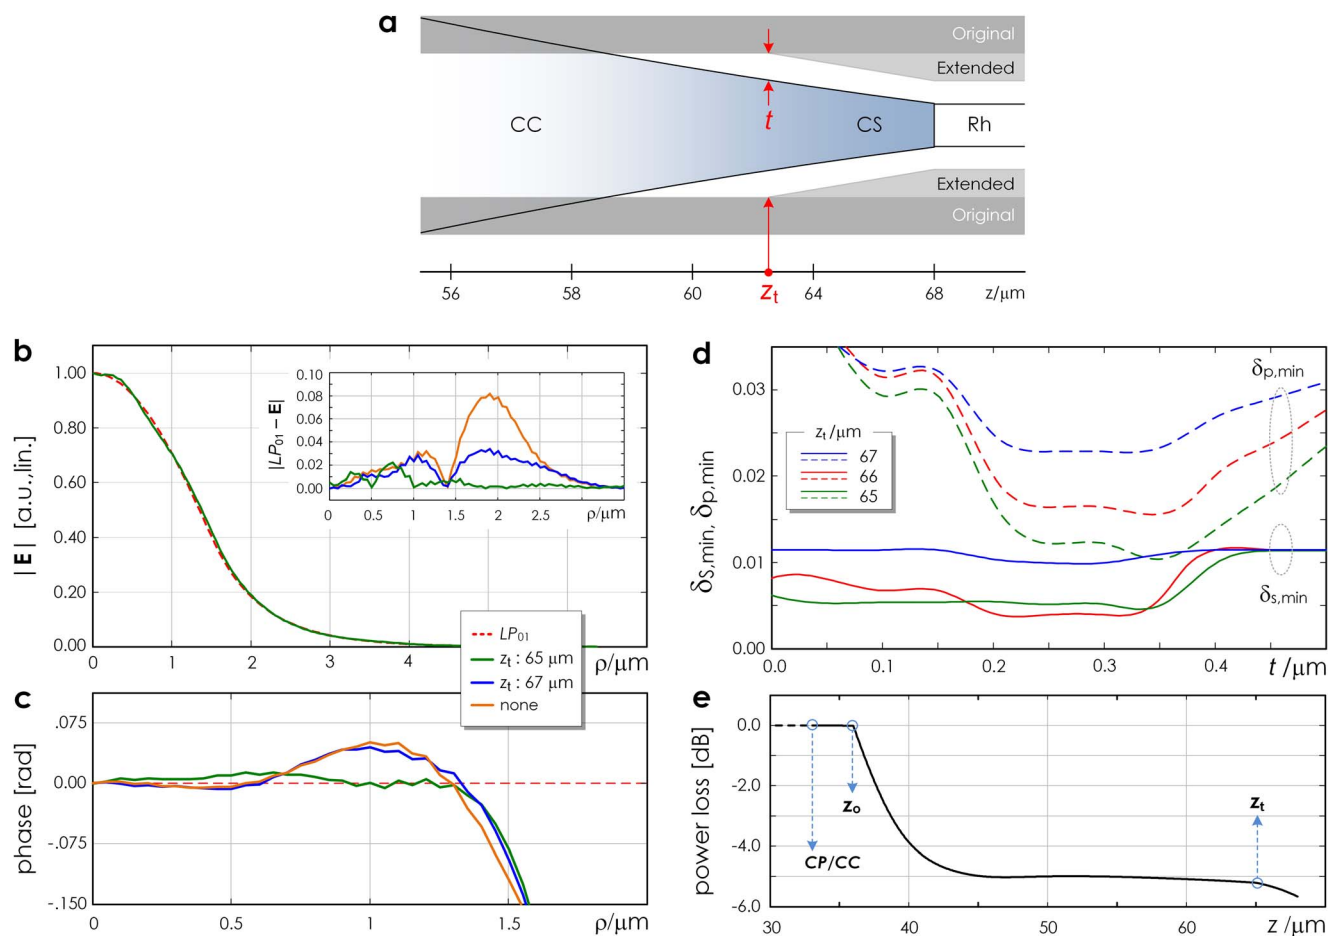 a
Original
Extended
CC
t
CS
Rh
Extended
Original
56
58
60
zt
64
68
z/μm
b
|E| [a.u.,lin.]
1.00
0.80
0.60
0.40
0.20
0.00
0
1
2
4
ρ/μm
|LP01 − E|
0.10
0.08
0.06
0.04
0.02
0.00
0
0.5
1
1.5
2
2.5
ρ/μm
LP01
zt : 65 μm
zt : 67 μm
none
c
phase [rad]
.075
0.00
-.075
-.150
0
0.5
1
1.5
ρ/μm
d
δS,min, δp,min
0.03
0.02
0.01
0.00
0.0
0.1
0.2
0.3
0.4
t /μm
zt /μm
67
66
65
δp,min
δs,min
e
power loss [dB]
0.0
-2.0
-4.0
-6.0
CP/CC
zo
zt
30
40
50
60
z /μm